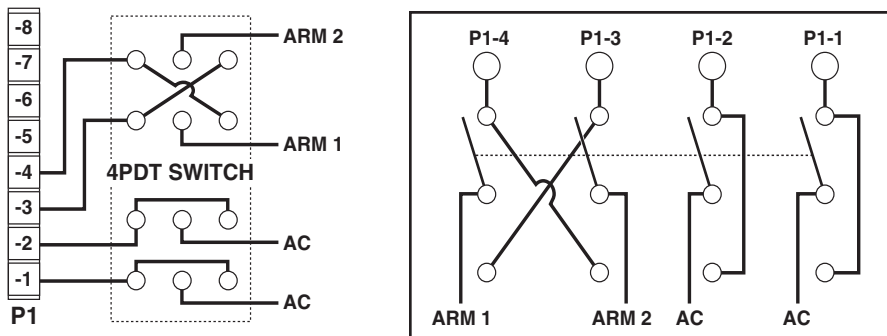 -8
-7
-6
-5
-4
-3
-2
-1
P1
ARM 2
ARM 1
4PDT SWITCH
AC
AC
P1-4 P1-3 P1-2 P1-1
ARM 1 ARM 2 AC AC